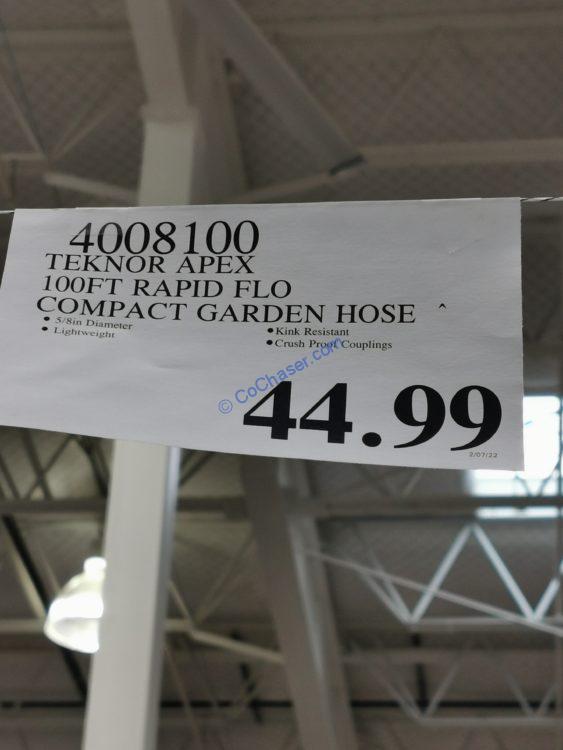 4008100
TEKNOR APEX
100FT RAPID FLO
COMPACT GARDEN HOSE ^
• 5/8in Diameter
• Lightweight
• Kink Resistant
• Crush Proof Couplings
© CoChaser.com
44.99
2/07/22